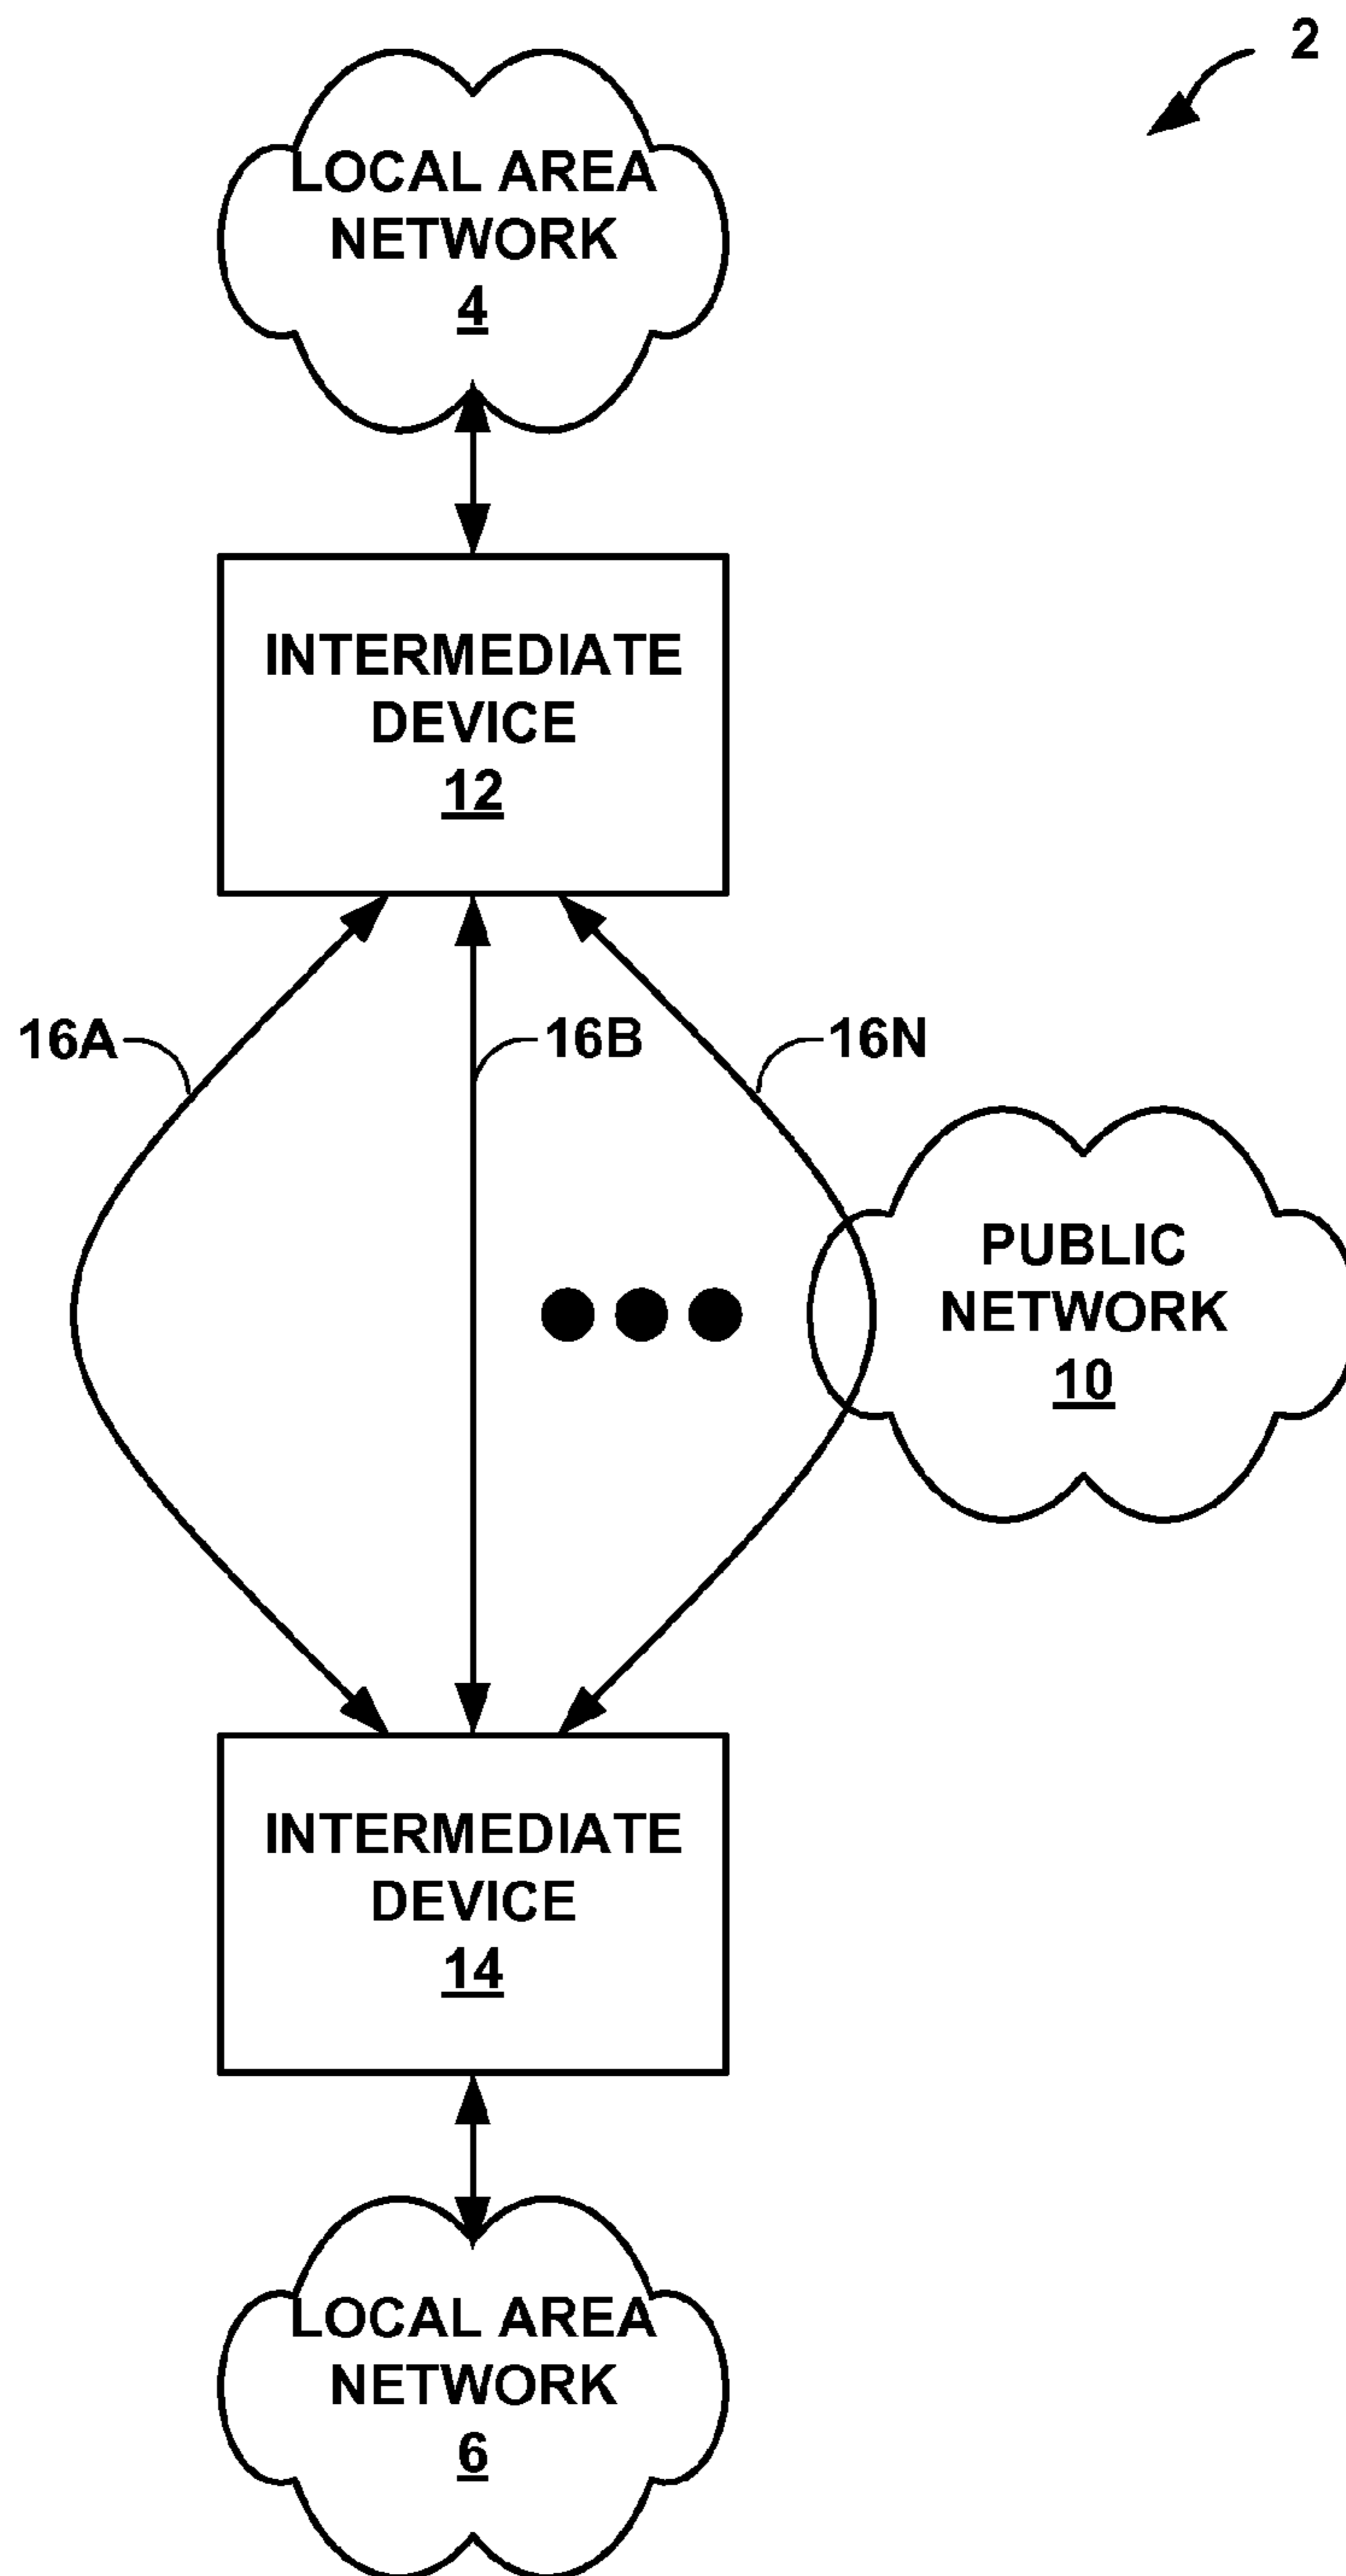 2
LOCAL AREA
NETWORK
4
INTERMEDIATE
DEVICE
12
16A
16B
16N
PUBLIC
NETWORK
10
INTERMEDIATE
DEVICE
14
LOCAL AREA
NETWORK
6